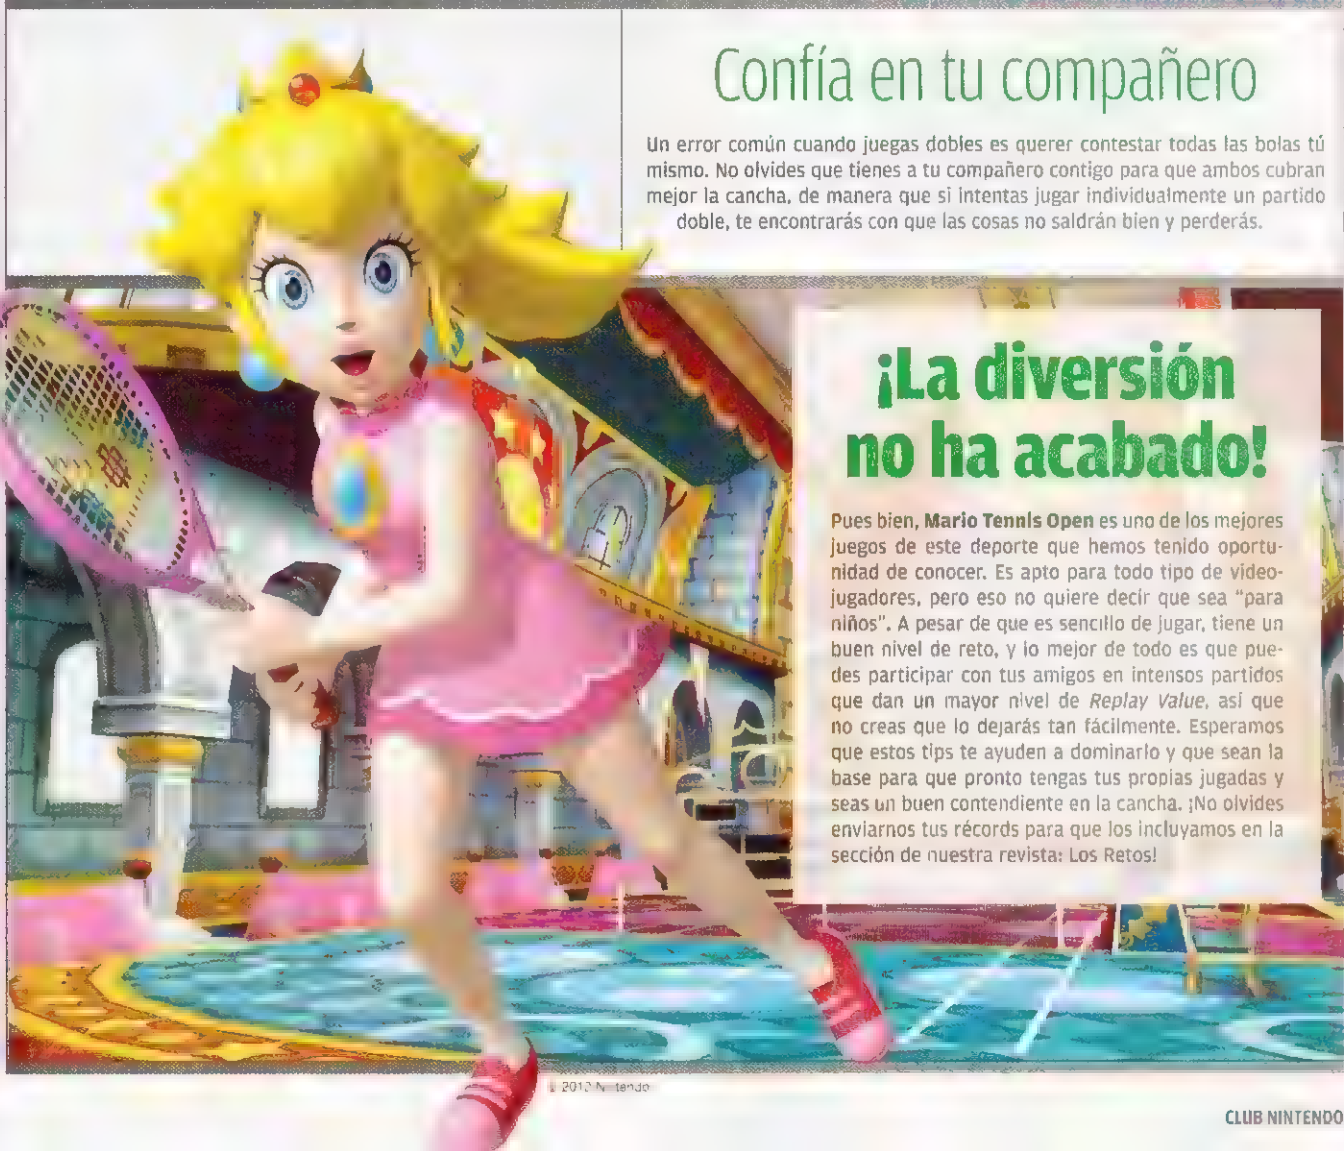 Confía en tu compañero
Un error común cuando juegas dobles es querer contestar todas las bolas tú
mismo. No olvides que tienes a tu compañero contigo para que ambos cubran
mejor la cancha, de manera que si intentas jugar individualmente un partido
doble, te encontrarás con que las cosas no saldrán bien y perderás.
¡La diversión
no ha acabado!
Pues bien, Mario Tennis Open es uno de los mejores
juegos de este deporte que hemos tenido oportu-
nidad de conocer. Es apto para todo tipo de video-
jugadores, pero eso no quiere decir que sea "para
niños". A pesar de que es sencillo de jugar, tiene un
buen nivel de reto, y lo mejor de todo es que pue-
des participar con tus amigos en intensos partidos
que dan un mayor nivel de Replay Value, así que
no creas que lo dejarás tan fácilmente. Esperamos
que estos tips te ayuden a dominarlo y que sean la
base para que pronto tengas tus propias jugadas y
seas un buen contendiente en la cancha. ¡No olvides
enviarnos tus récords para que los incluyamos en la
sección de nuestra revista: Los Retos!
© 2012 Nintendo
CLUB NINTENDO